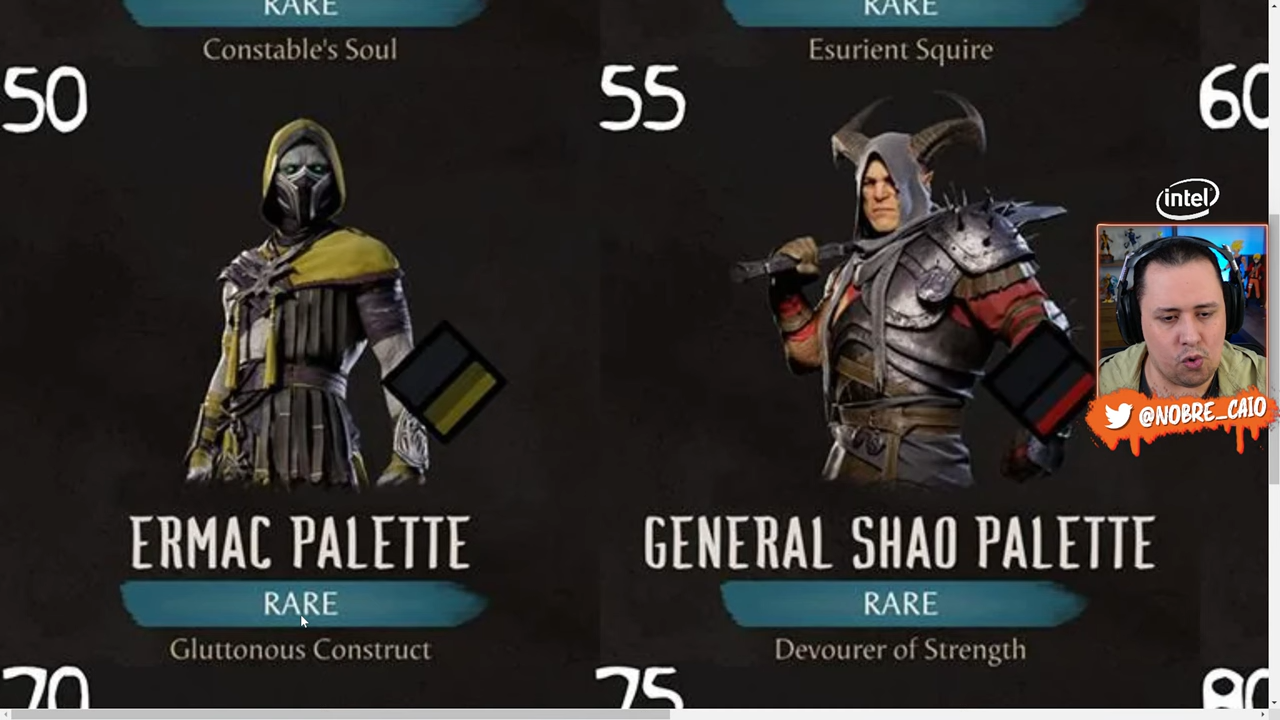 RARE
RARE
Constable's Soul
Esurient Squire
50
55
60
intel
@NOBRE_CAIO
ERMAC PALETTE
GENERAL SHAO PALETTE
RARE
RARE
Gluttonous Construct
Devourer of Strength
70
75
80